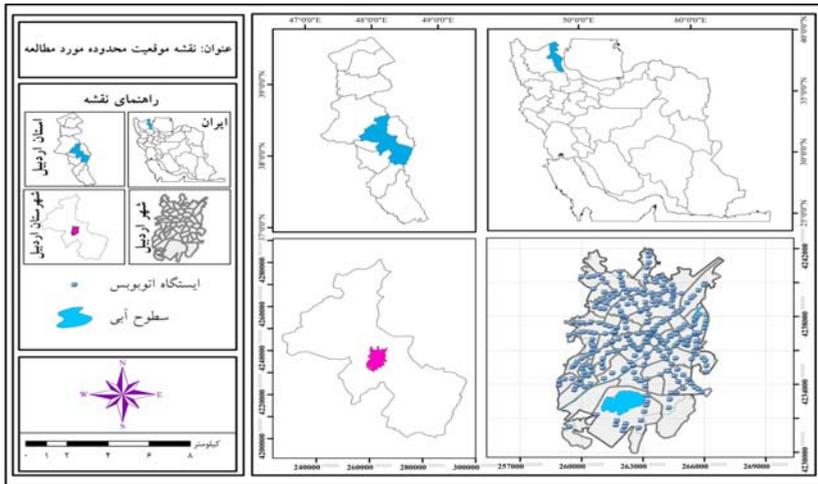 عنوان: نقشه موقعیت محدوده مورد مطالعه
راهنمای نقشه
ایران
استان اردبیل
شهر اردبیل
شهرستان اردبیل
ایستگاه اتوبوس
سطوح آبی
N
W E
S
کیلومتر
۰ ۱ ۲ ۴ ۶ ۸
47°0'0"E 48°0'0"E 49°0'0"E
39°0'0"N
38°0'0"N
37°0'0"N
50°0'0"E 60°0'0"E
40°0'0"N
35°0'0"N
30°0'0"N
25°0'0"N
4280000
4260000
4240000
4220000
4200000
240000 260000 280000 300000
4242000
4238000
4234000
4230000
257000 260000 263000 266000 269000